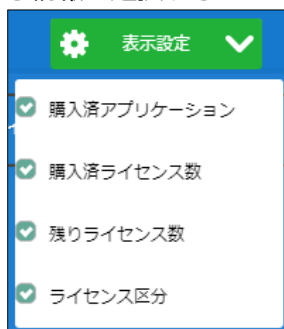 表示設定
購入済アプリケーション
購入済ライセンス数
残りライセンス数
ライセンス区分